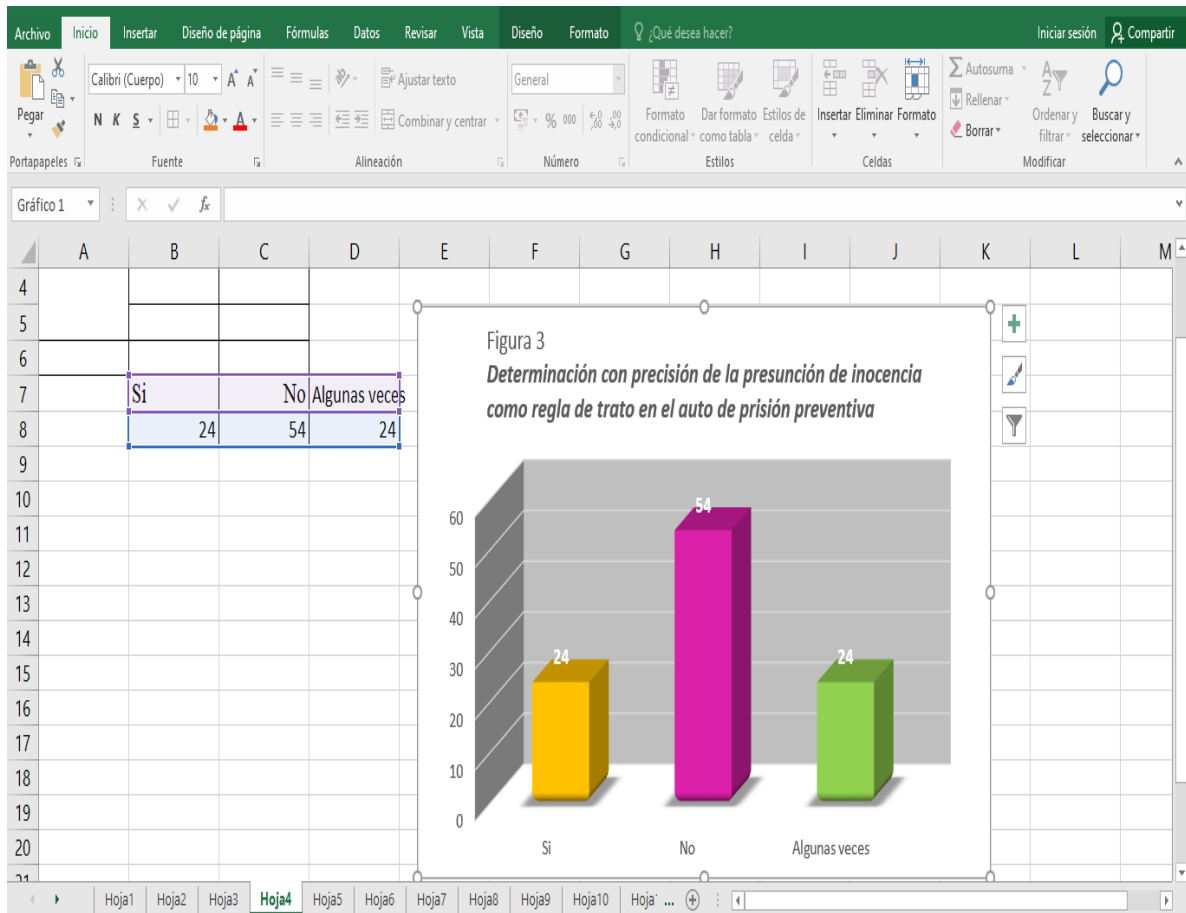 Archivo Inicio Insertar Diseño de página Fórmulas Datos Revisar Vista Diseño Formato ¿Qué desea hacer? Iniciar sesión Compartir
Calibri (Cuerpo) 10 A A Ajustar texto General Autosuma
Pegar N K S A Combinar y centrar % 000 Formato condicional Dar formato como tabla Estilos de celda Insertar Eliminar Formato Rellenar Borrar Ordenar y filtrar Buscar y seleccionar
Portapapeles Fuente Alineación Número Estilos Celdas Modificar
Gráfico 1 fx
A B C D E F G H I J K L M
4
5
6
7 Si No Algunas veces
8 24 54 24
9
10
11
12
13
14
15
16
17
18
19
20
21
Figura 3
Determinación con precisión de la presunción de inocencia
como regla de trato en el auto de prisión preventiva
60
50
40
30
20
10
0
24 54 24
Si No Algunas veces
Hoja1 Hoja2 Hoja3 Hoja4 Hoja5 Hoja6 Hoja7 Hoja8 Hoja9 Hoja10 Hoja ...